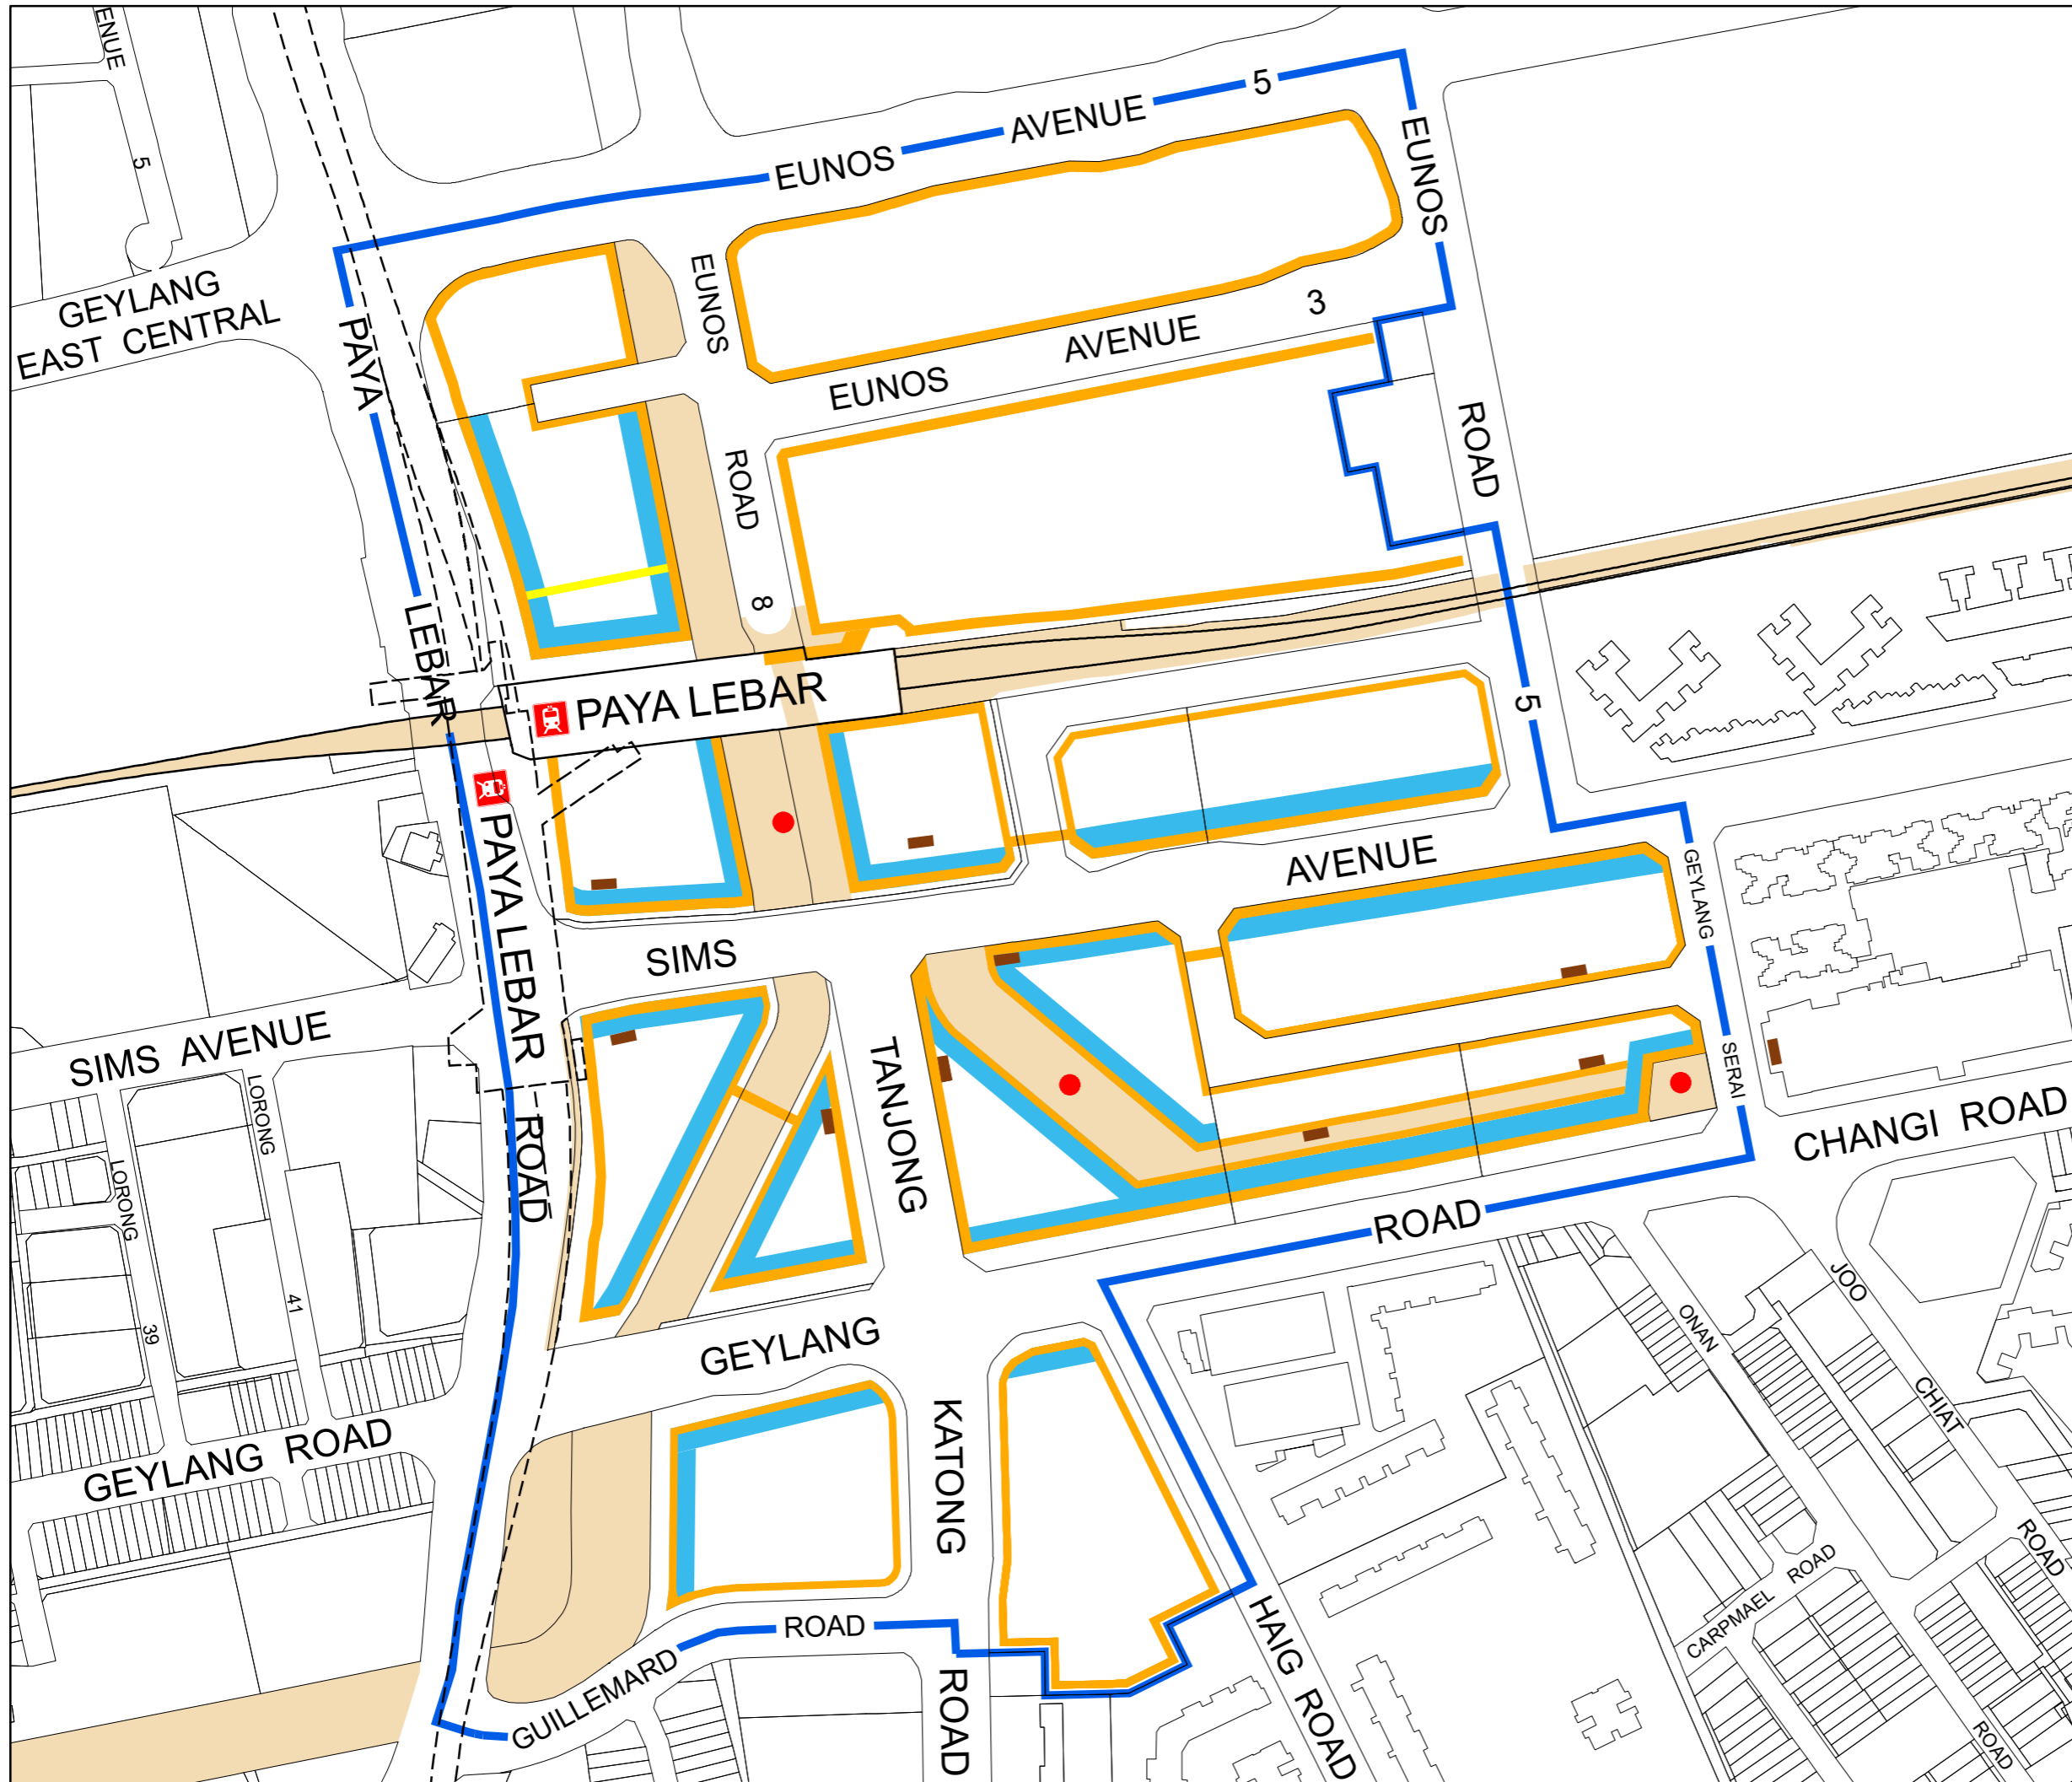 ENUE
5
EUNOS AVENUE 5
EUNOS
ROAD
5
GEYLANG
EAST CENTRAL
PAYA
LEBAR
EUNOS
ROAD
8
EUNOS AVENUE 3
PAYA LEBAR
PAYA LEBAR
ROAD
SIMS AVENUE
SIMS AVENUE
GEYLANG
SERAI
CHANGI ROAD
LORONG
41
LORONG
39
TANJONG
KATONG
ROAD
GEYLANG ROAD
GEYLANG ROAD
GUILLEMARD ROAD
HAIG ROAD
ONAN
ROAD
JOO
CHIAT
ROAD
CARPMAEL ROAD